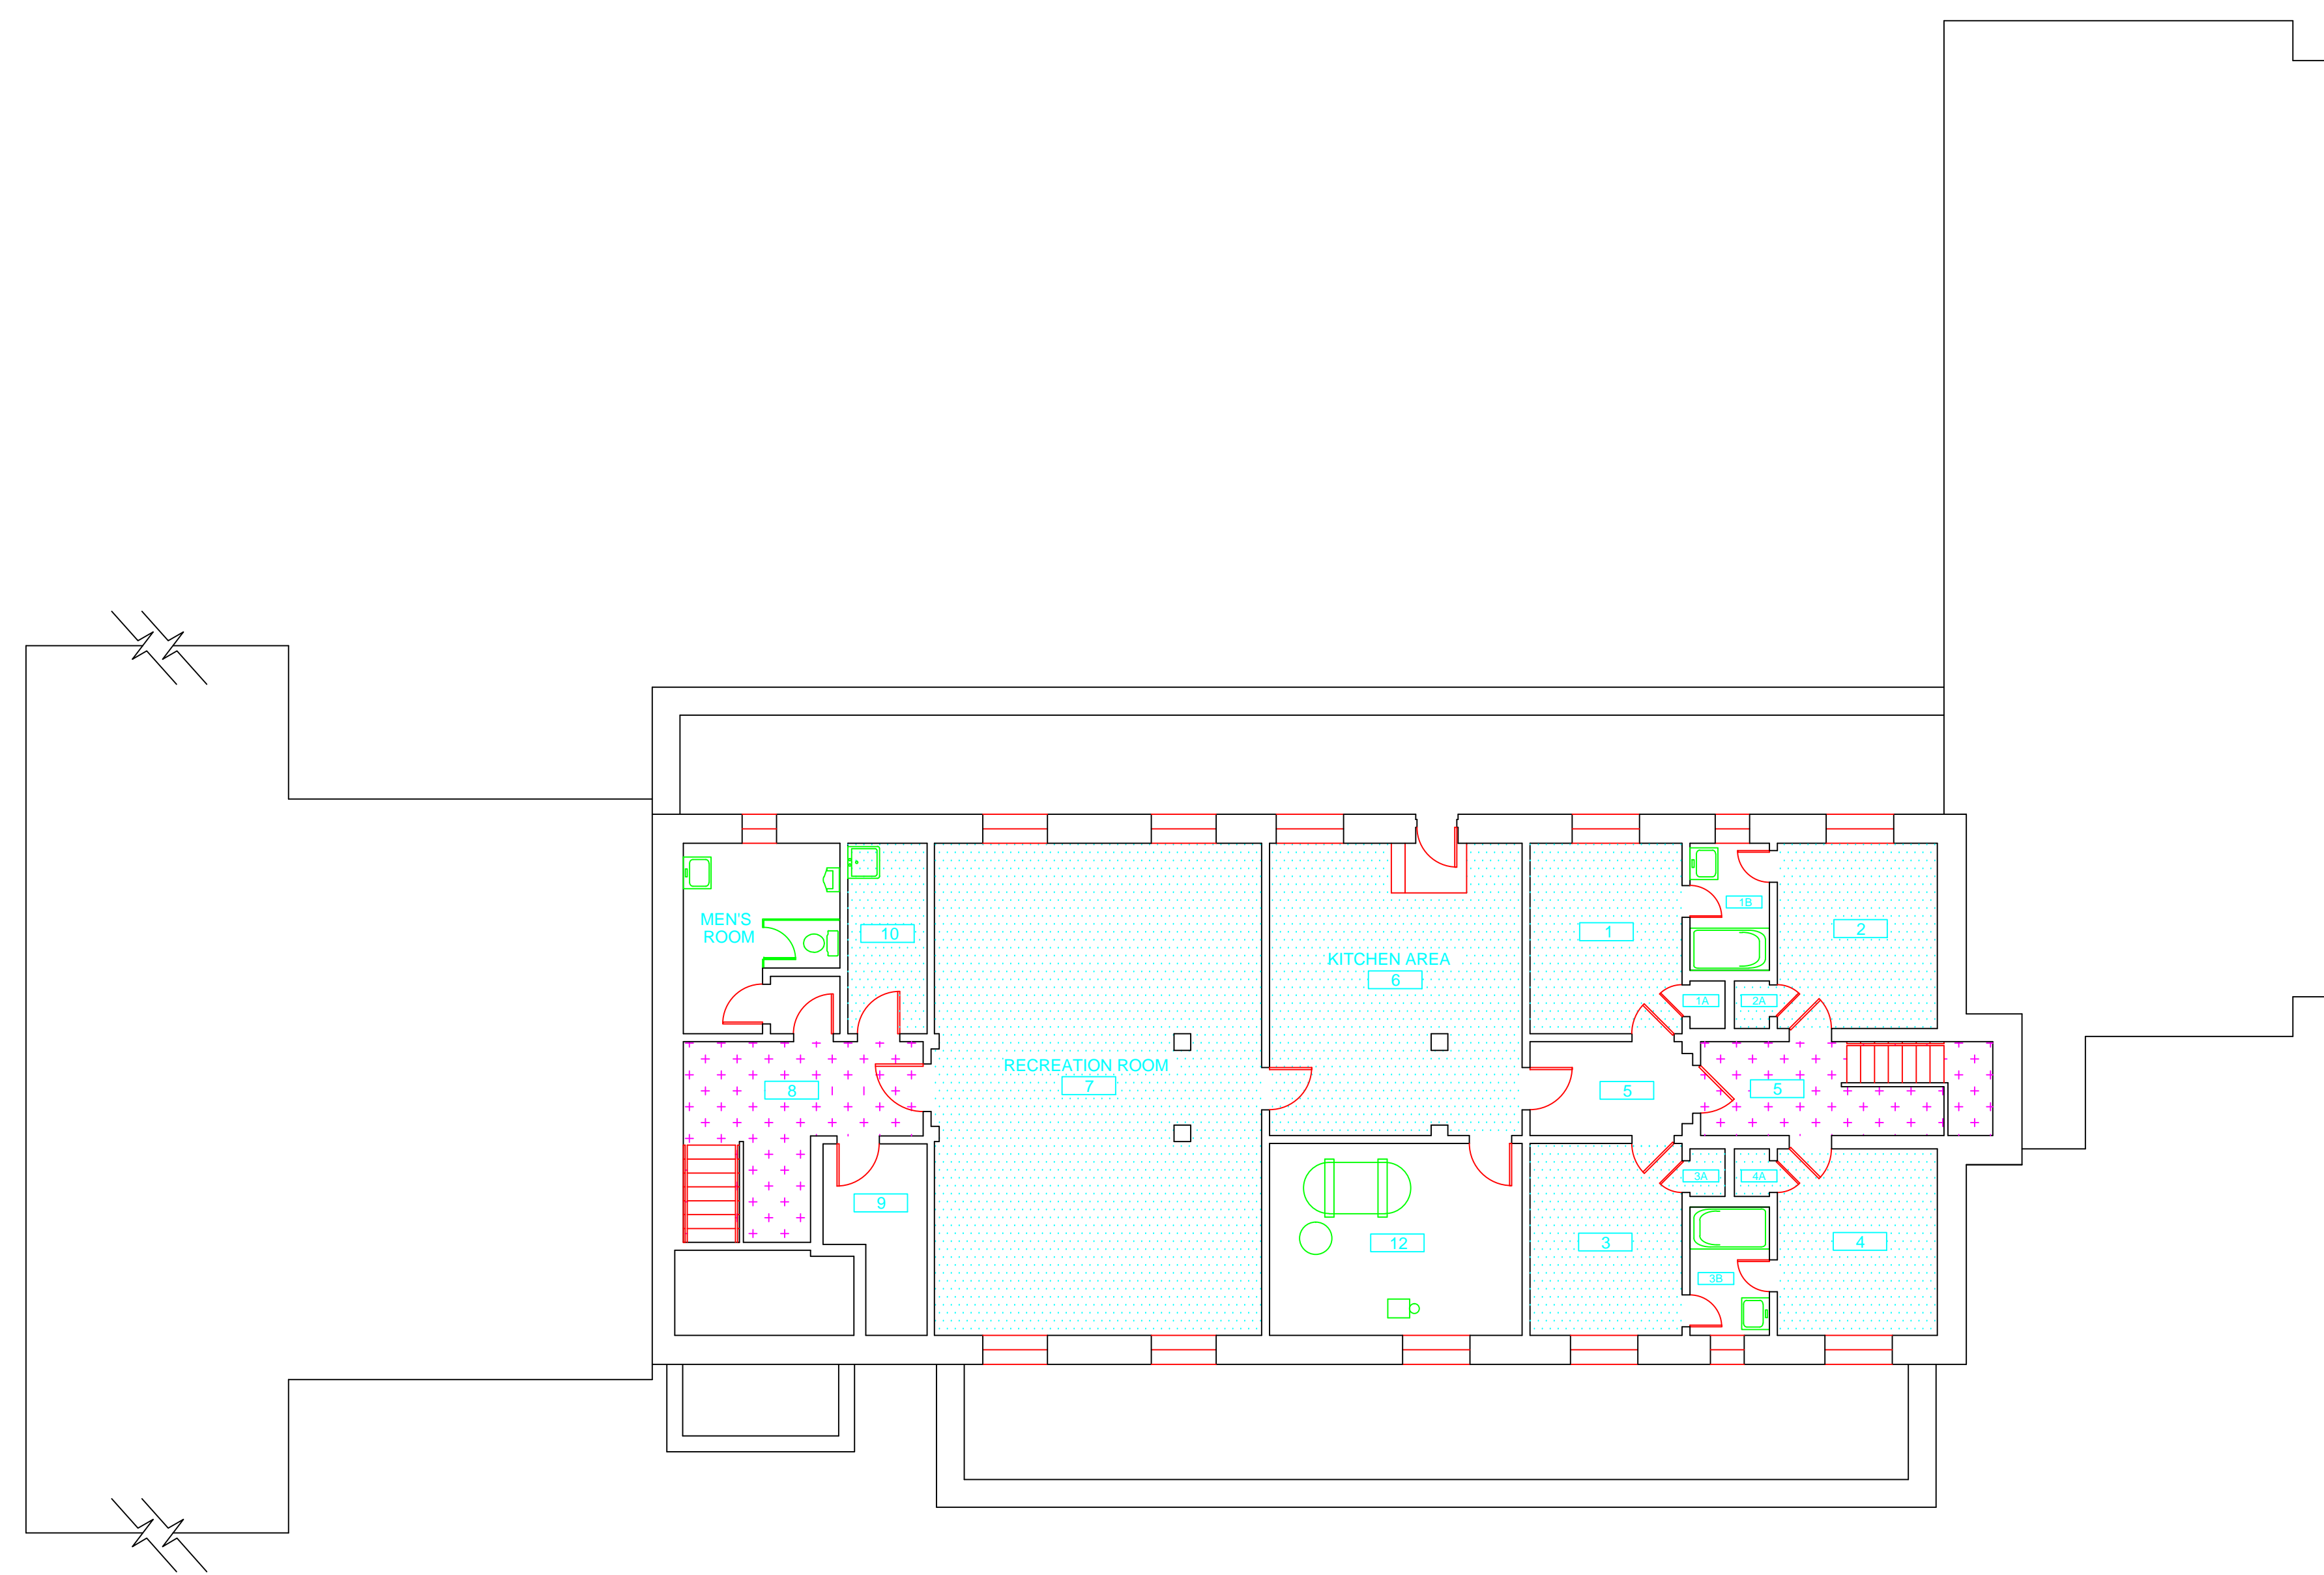 MEN'S
ROOM
10
RECREATION ROOM
7
KITCHEN AREA
6
1
1B
2
1A
2A
8
5
5
9
3A
4A
12
3
4
3B